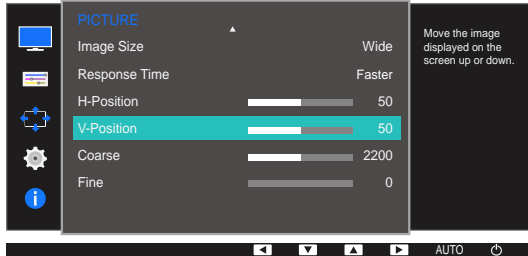 PICTURE
Image Size Wide
Response Time Faster
H-Position 50
V-Position 50
Coarse 2200
Fine 0
Move the image
displayed on the
screen up or down.
AUTO